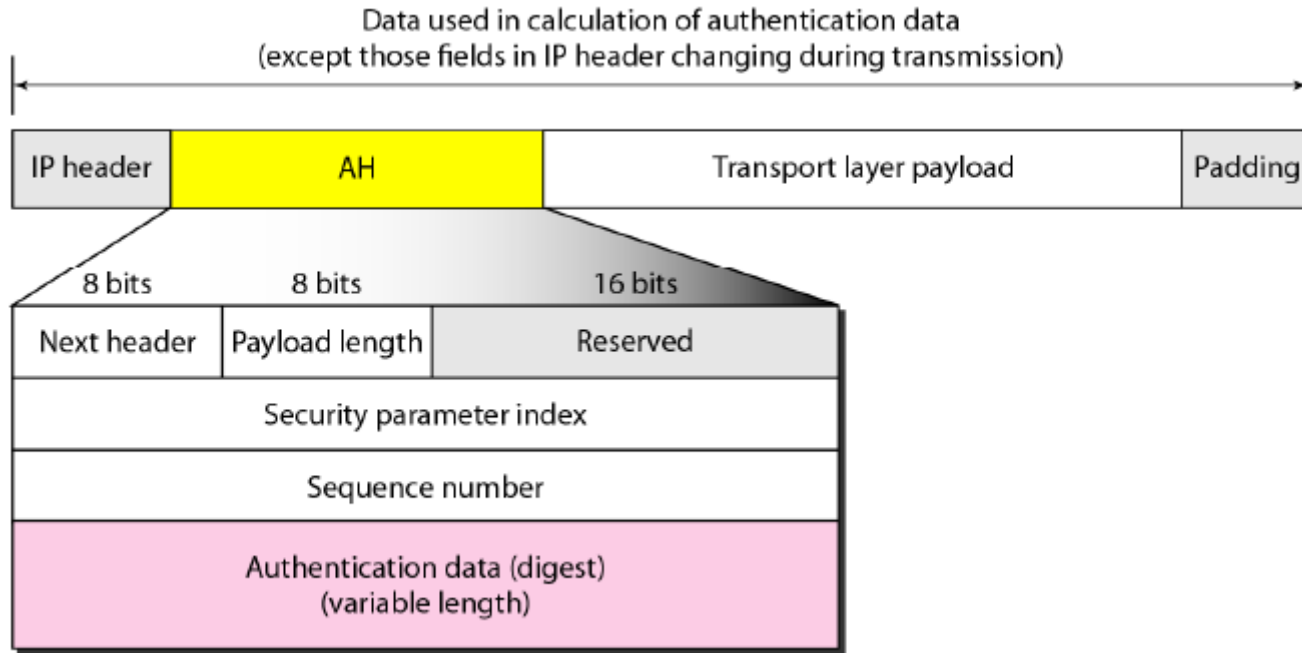 Data used in calculation of authentication data
(except those fields in IP header changing during transmission)
IP header
AH
Transport layer payload
Padding
8 bits
8 bits
16 bits
Next header
Payload length
Reserved
Security parameter index
Sequence number
Authentication data (digest)
(variable length)